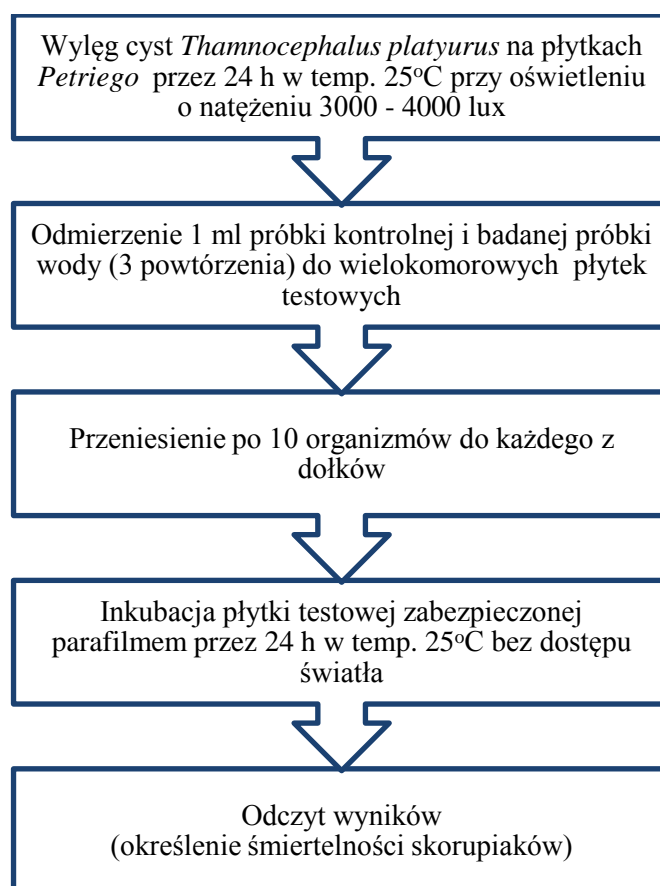 Wylęg cyst Thamnocephalus platyurus na płytkach
Petriego przez 24 h w temp. 25°C przy oświetleniu
o natężeniu 3000 - 4000 lux
Odmierzenie 1 ml próbki kontrolnej i badanej próbki
wody (3 powtórzenia) do wielokomorowych płytek
testowych
Przeniesienie po 10 organizmów do każdego z
dołków
Inkubacja płytki testowej zabezpieczonej
parafilmem przez 24 h w temp. 25°C bez dostępu
światła
Odczyt wyników
(określenie śmiertelności skorupiaków)